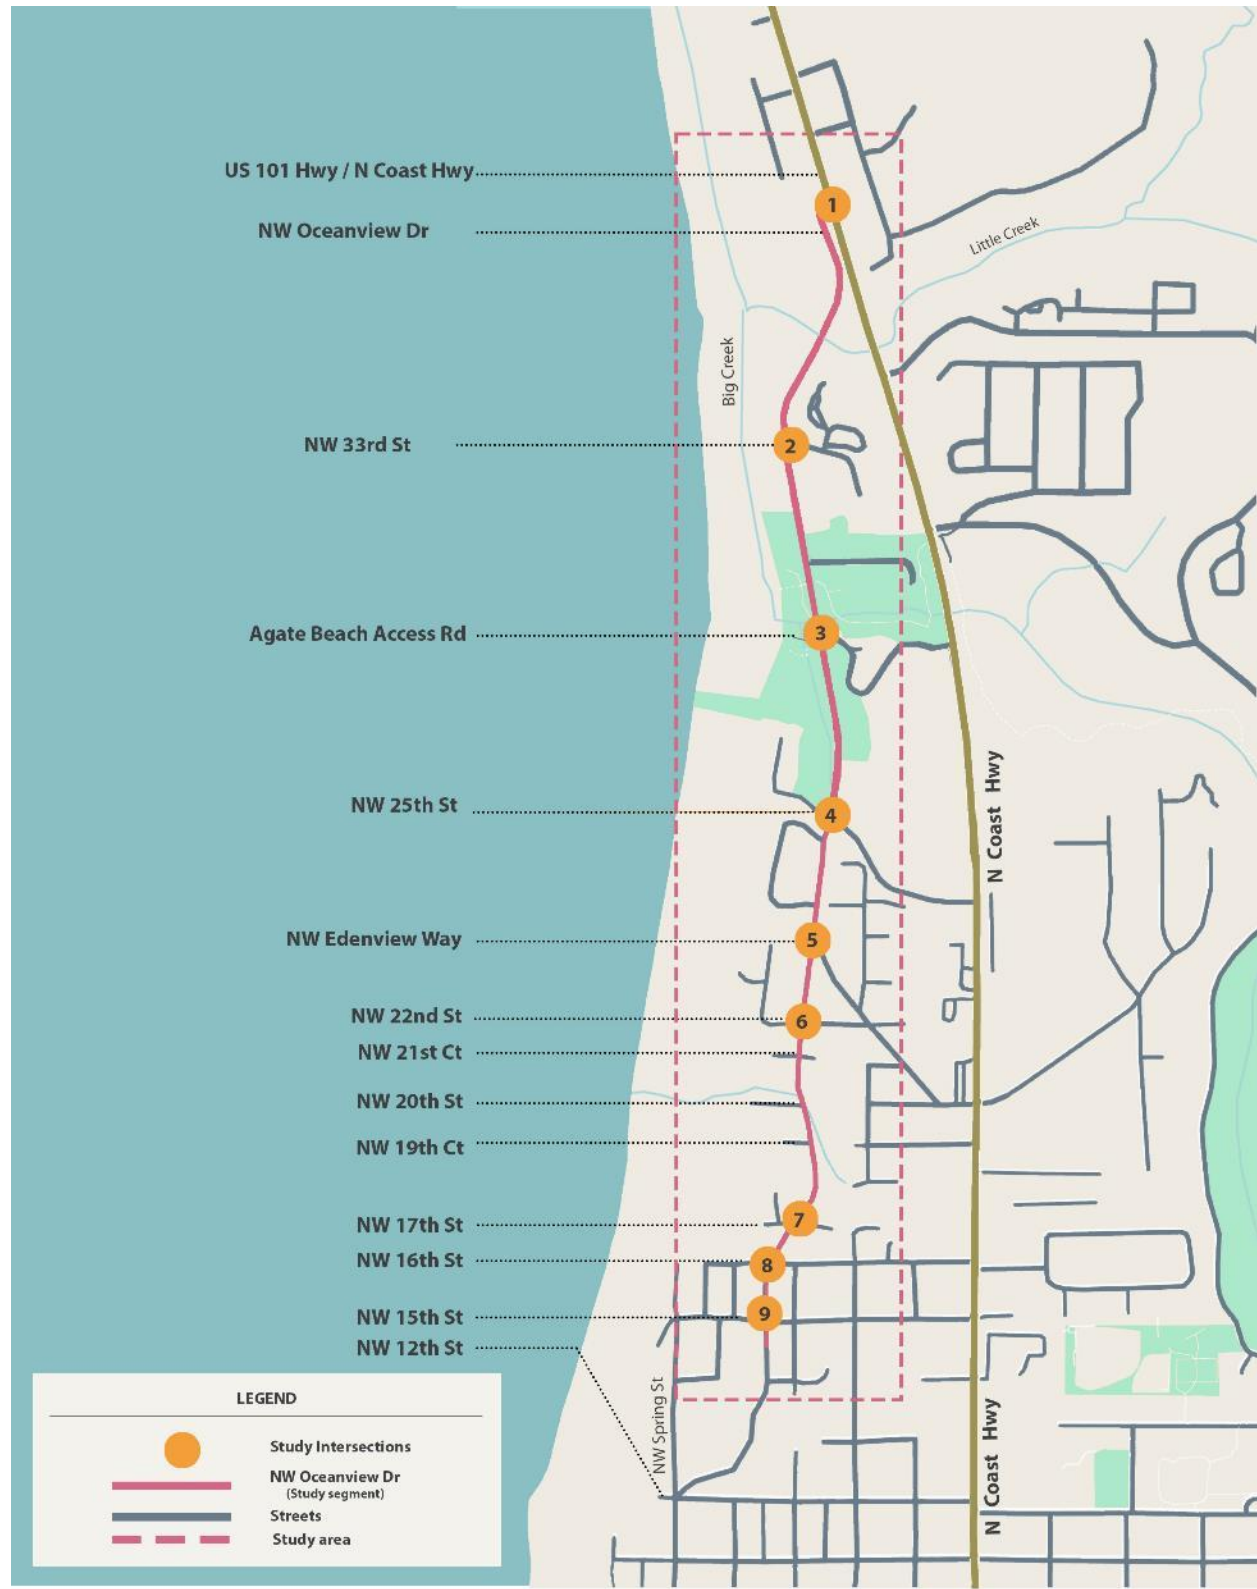 US 101 Hwy / N Coast Hwy
1
NW Oceanview Dr
Little Creek
Big Creek
NW 33rd St
2
Agate Beach Access Rd
3
NW 25th St
4
N Coast Hwy
NW Edenview Way
5
NW 22nd St
6
NW 21st Ct
NW 20th St
NW 19th Ct
NW 17th St
7
NW 16th St
8
NW 15th St
9
NW 12th St
NW Spring St
N Coast Hwy
LEGEND
Study Intersections
NW Oceanview Dr
(Study segment)
Streets
Study area